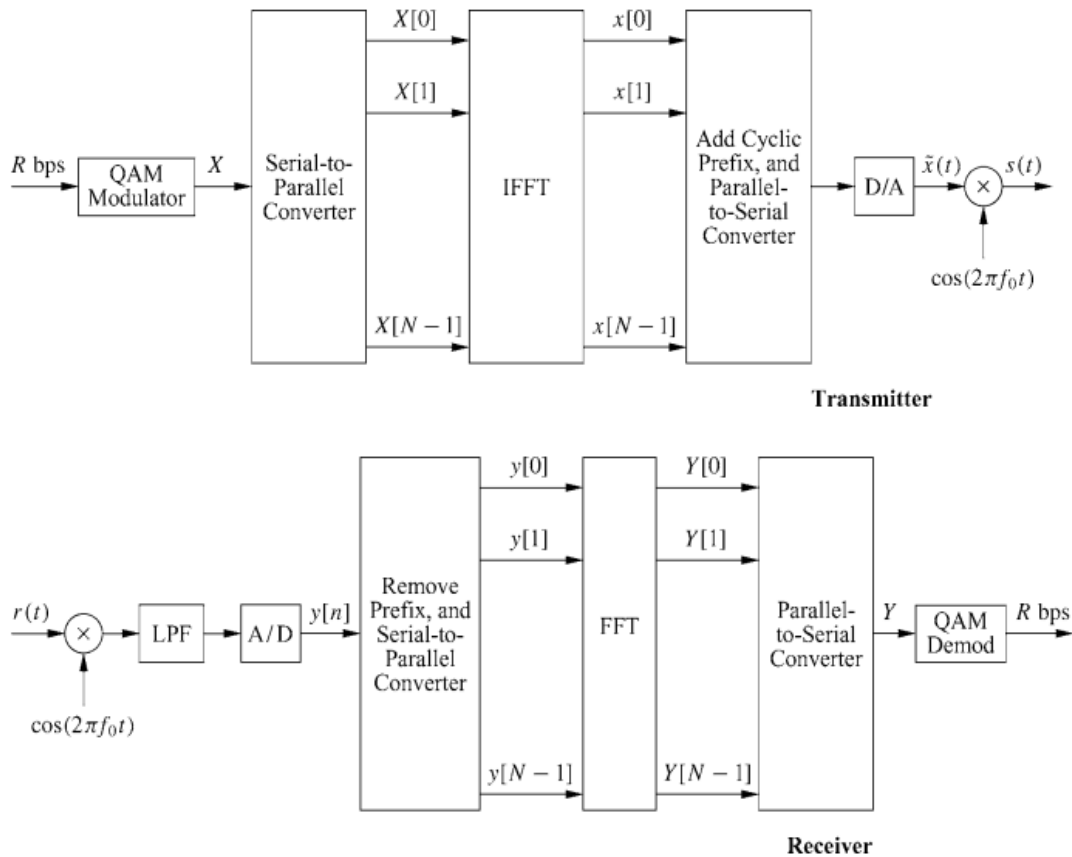 X[0]
x[0]
X[1]
x[1]
R bps
QAM
Modulator
X
Serial-to-
Parallel
Converter
IFFT
Add Cyclic
Prefix, and
Parallel-
to-Serial
Converter
D/A
x̃(t)
×
s(t)
cos(2πf₀t)
X[N − 1]
x[N − 1]
Transmitter
y[0]
Y[0]
y[1]
Y[1]
r(t)
×
LPF
A/D
y[n]
Remove
Prefix, and
Serial-to-
Parallel
Converter
FFT
Parallel-
to-Serial
Converter
Y
QAM
Demod
R bps
cos(2πf₀t)
y[N − 1]
Y[N − 1]
Receiver